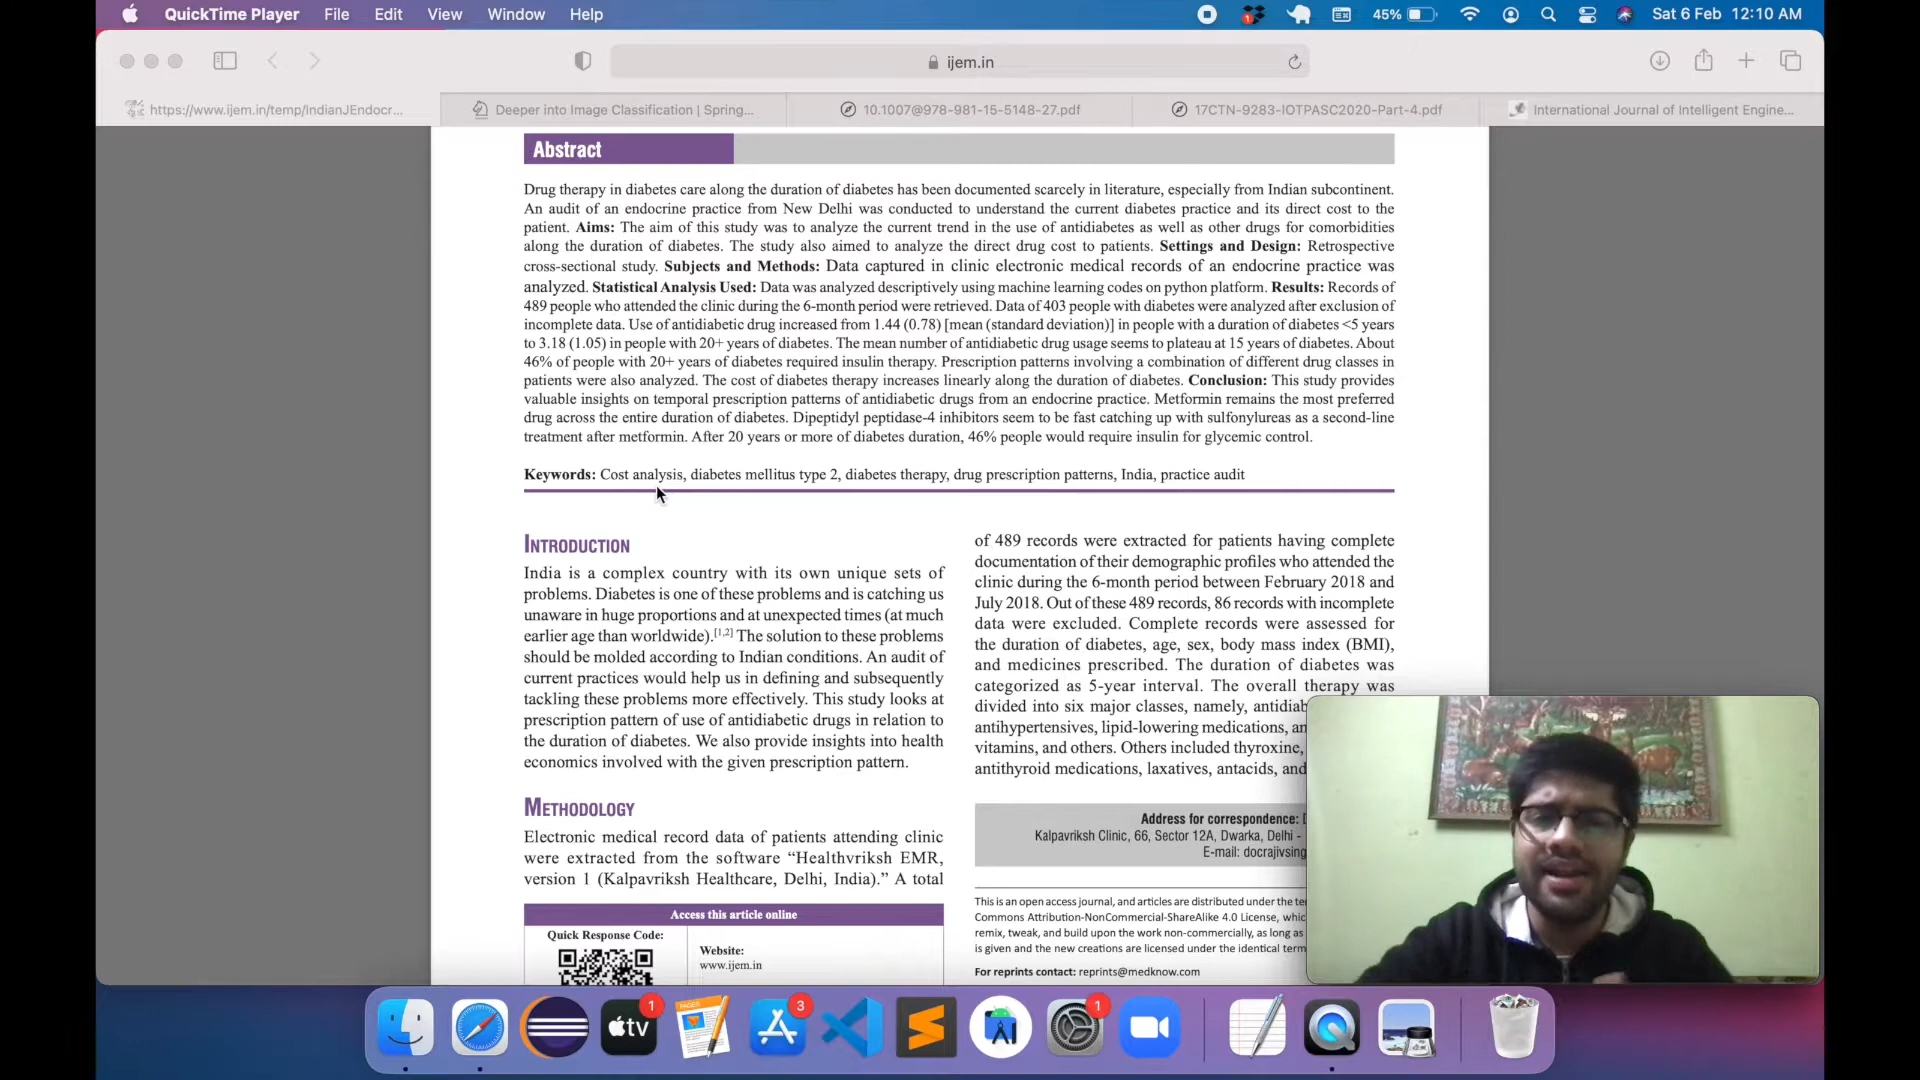 QuickTime Player File Edit View Window Help 1 45% Sat 6 Feb 12:10 AM
ijem.in
https://www.ijem.in/temp/IndianJEndocr... Deeper into Image Classification | Spring... 10.1007@978-981-15-5148-27.pdf 17CTN-9283-IOTPASC2020-Part-4.pdf International Journal of Intelligent Engine...
Abstract
Drug therapy in diabetes care along the duration of diabetes has been documented scarcely in literature, especially from Indian subcontinent.
An audit of an endocrine practice from New Delhi was conducted to understand the current diabetes practice and its direct cost to the
patient. Aims: The aim of this study was to analyze the current trend in the use of antidiabetes as well as other drugs for comorbidities
along the duration of diabetes. The study also aimed to analyze the direct drug cost to patients. Settings and Design: Retrospective
cross-sectional study. Subjects and Methods: Data captured in clinic electronic medical records of an endocrine practice was
analyzed. Statistical Analysis Used: Data was analyzed descriptively using machine learning codes on python platform. Results: Records of
489 people who attended the clinic during the 6-month period were retrieved. Data of 403 people with diabetes were analyzed after exclusion of
incomplete data. Use of antidiabetic drug increased from 1.44 (0.78) [mean (standard deviation)] in people with a duration of diabetes <5 years
to 3.18 (1.05) in people with 20+ years of diabetes. The mean number of antidiabetic drug usage seems to plateau at 15 years of diabetes. About
46% of people with 20+ years of diabetes required insulin therapy. Prescription patterns involving a combination of different drug classes in
patients were also analyzed. The cost of diabetes therapy increases linearly along the duration of diabetes. Conclusion: This study provides
valuable insights on temporal prescription patterns of antidiabetic drugs from an endocrine practice. Metformin remains the most preferred
drug across the entire duration of diabetes. Dipeptidyl peptidase-4 inhibitors seem to be fast catching up with sulfonylureas as a second-line
treatment after metformin. After 20 years or more of diabetes duration, 46% people would require insulin for glycemic control.
Keywords: Cost analysis, diabetes mellitus type 2, diabetes therapy, drug prescription patterns, India, practice audit
Introduction
India is a complex country with its own unique sets of
problems. Diabetes is one of these problems and is catching us
unaware in huge proportions and at unexpected times (at much
earlier age than worldwide).[1,2] The solution to these problems
should be molded according to Indian conditions. An audit of
current practices would help us in defining and subsequently
tackling these problems more effectively. This study looks at
prescription pattern of use of antidiabetic drugs in relation to
the duration of diabetes. We also provide insights into health
economics involved with the given prescription pattern.
Methodology
Electronic medical record data of patients attending clinic
were extracted from the software “Healthvriksh EMR,
version 1 (Kalpavriksh Healthcare, Delhi, India).” A total
Access this article online
Quick Response Code:
Website:
www.ijem.in
of 489 records were extracted for patients having complete
documentation of their demographic profiles who attended the
clinic during the 6-month period between February 2018 and
July 2018. Out of these 489 records, 86 records with incomplete
data were excluded. Complete records were assessed for
the duration of diabetes, age, sex, body mass index (BMI),
and medicines prescribed. The duration of diabetes was
categorized as 5-year interval. The overall therapy was
divided into six major classes, namely, antidiab
antihypertensives, lipid-lowering medications, an
vitamins, and others. Others included thyroxine,
antithyroid medications, laxatives, antacids, and
Address for correspondence:
Kalpavriksh Clinic, 66, Sector 12A, Dwarka, Delhi -
E-mail: docrajivsing
This is an open access journal, and articles are distributed under the te
Commons Attribution-NonCommercial-ShareAlike 4.0 License, whic
remix, tweak, and build upon the work non-commercially, as long as
is given and the new creations are licensed under the identical term
For reprints contact: reprints@medknow.com
tv 1 PAGES 3 1